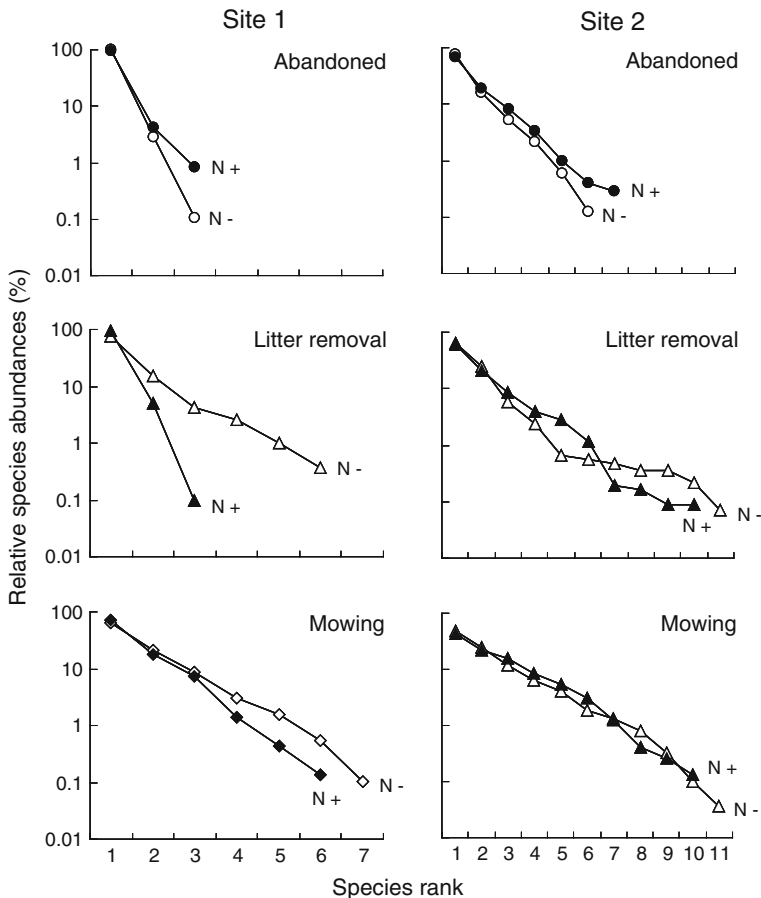 Site 1
Site 2
Relative species abundances (%)
100
10
1
0.1
0.01
Abandoned
N +
N -
Abandoned
N +
N -
100
10
1
0.1
0.01
Litter removal
N -
N +
Litter removal
N -
N +
100
10
1
0.1
0.01
Mowing
N -
N +
Mowing
N +
N -
1 2 3 4 5 6 7
1 2 3 4 5 6 7 8 9 10 11
Species rank